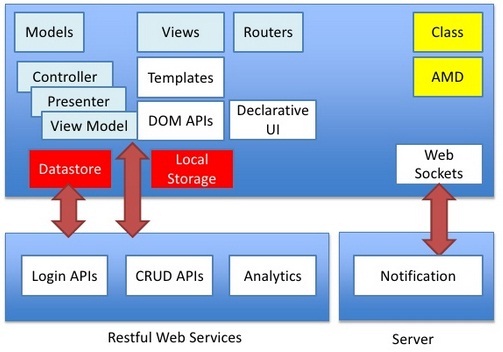 Models
Views
Routers
Class
Controller
Templates
AMD
Presenter
View Model
DOM APIs
Declarative
UI
Datastore
Local
Storage
Web
Sockets
Login APIs
CRUD APIs
Analytics
Notification
Restful Web Services
Server